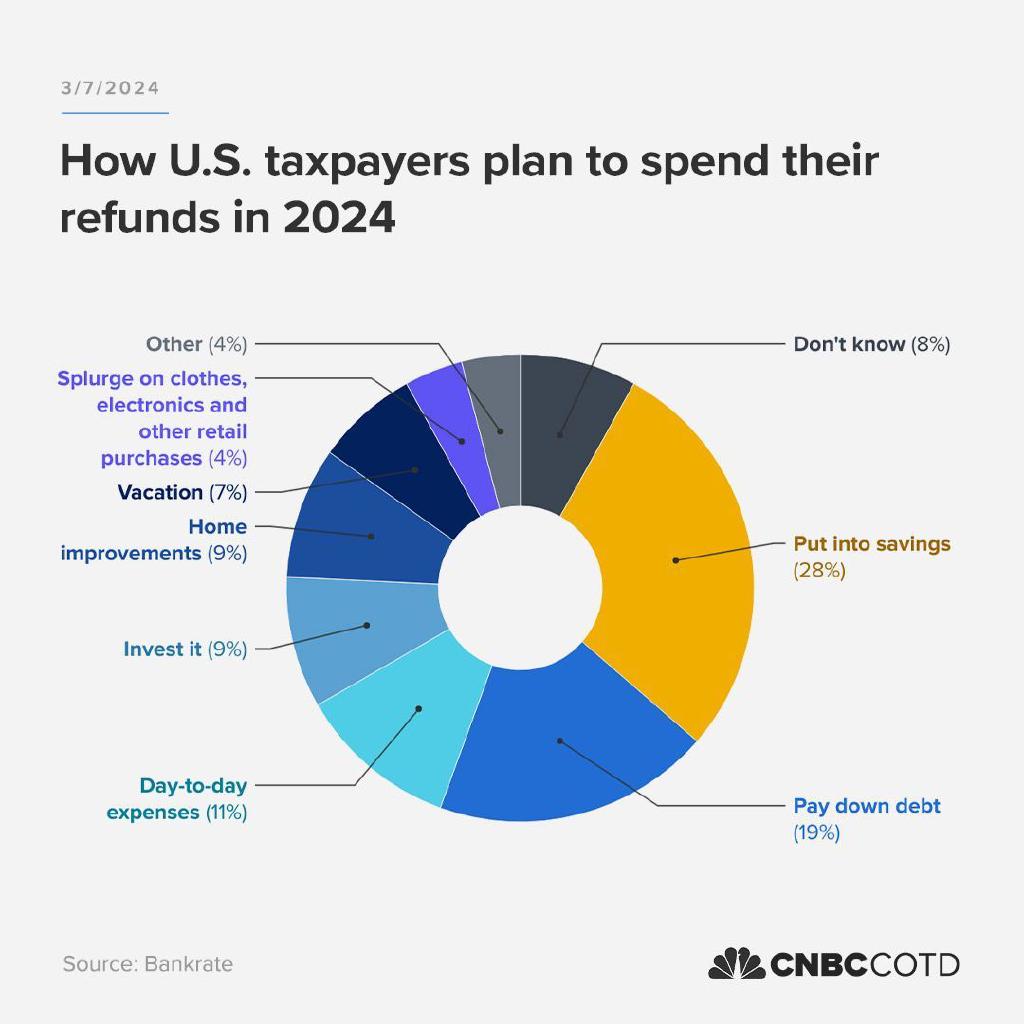 3/7/2024
How U.S. taxpayers plan to spend their
refunds in 2024
Other (4%)
Don't know (8%)
Splurge on clothes,
electronics and
other retail
purchases (4%)
Vacation (7%)
Home
improvements (9%)
Put into savings
(28%)
Invest it (9%)
Day-to-day
expenses (11%)
Pay down debt
(19%)
Source: Bankrate
CNBCCOTD